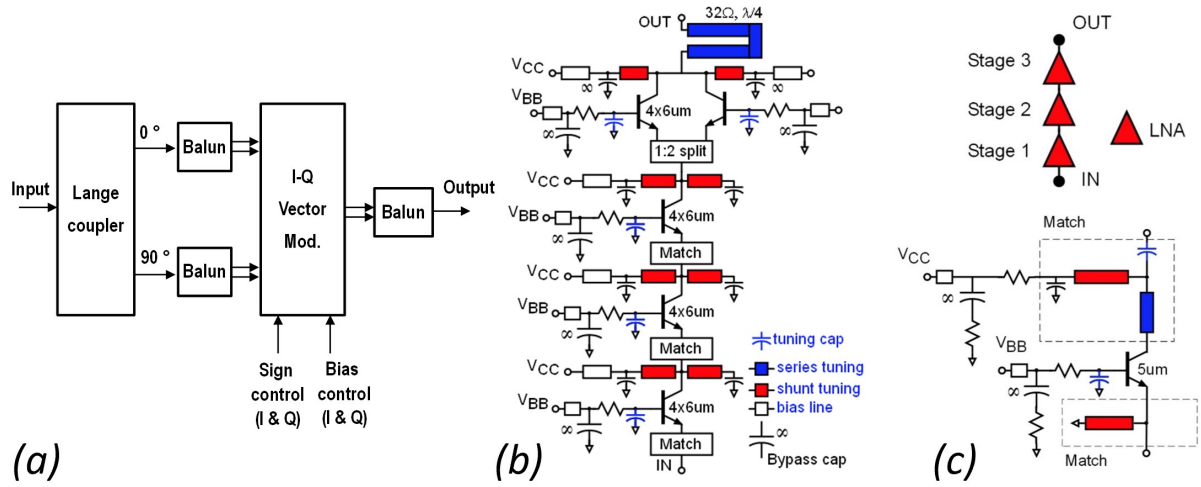 Input
Lange
coupler
0 °
90 °
Balun
Balun
I-Q
Vector
Mod.
Balun
Output
Sign
control
(I & Q)
Bias
control
(I & Q)
(a)
OUT
32Ω, λ/4
VCC
∞
∞
VBB
4x6um
∞
∞
1:2 split
VCC
VBB
4x6um
∞
Match
VCC
VBB
4x6um
∞
Match
VCC
VBB
4x6um
∞
Match
IN
tuning cap
series tuning
shunt tuning
bias line
∞
Bypass cap
(b)
OUT
Stage 3
Stage 2
Stage 1
LNA
IN
Match
VCC
∞
VBB
5um
∞
Match
(c)